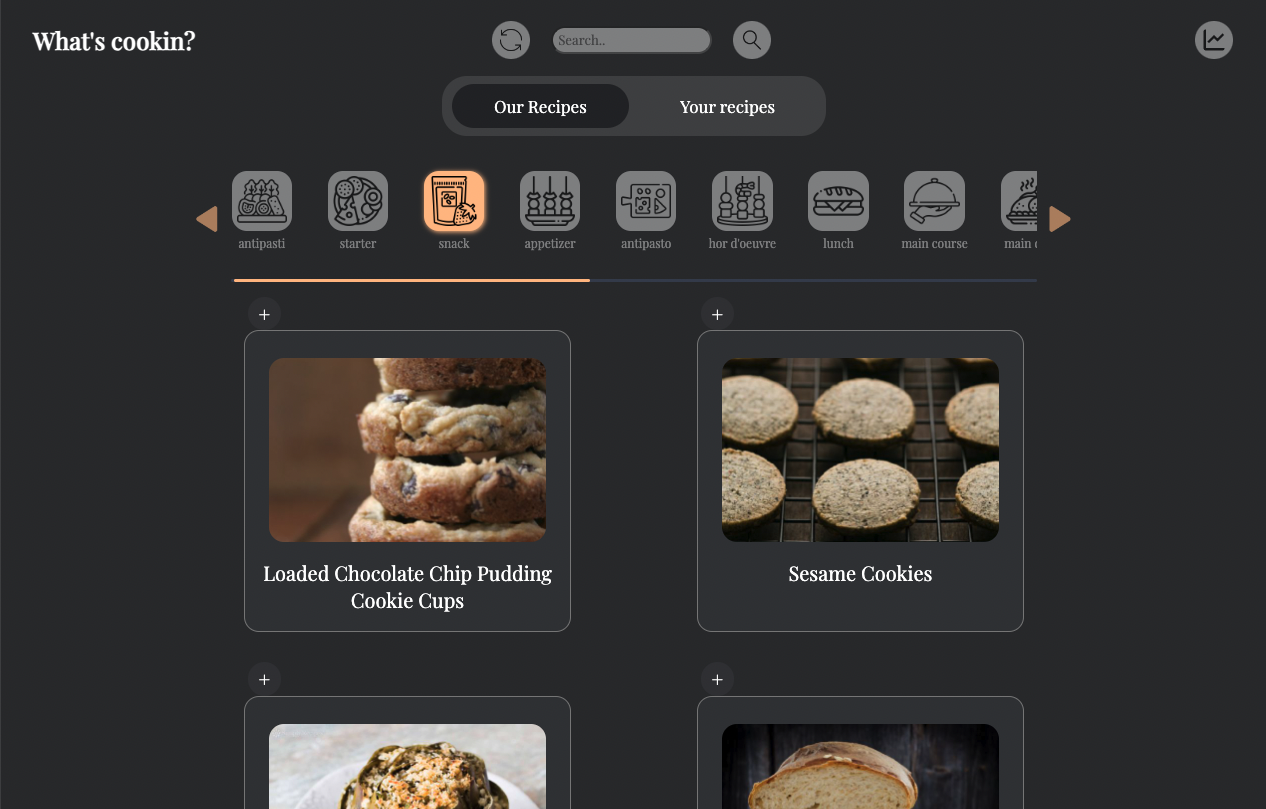 What's cookin?
Search..
Our Recipes
Your recipes
antipasti
starter
snack
appetizer
antipasto
hor d'oeuvre
lunch
main course
main
+
+
Loaded Chocolate Chip Pudding
Cookie Cups
Sesame Cookies
+
+